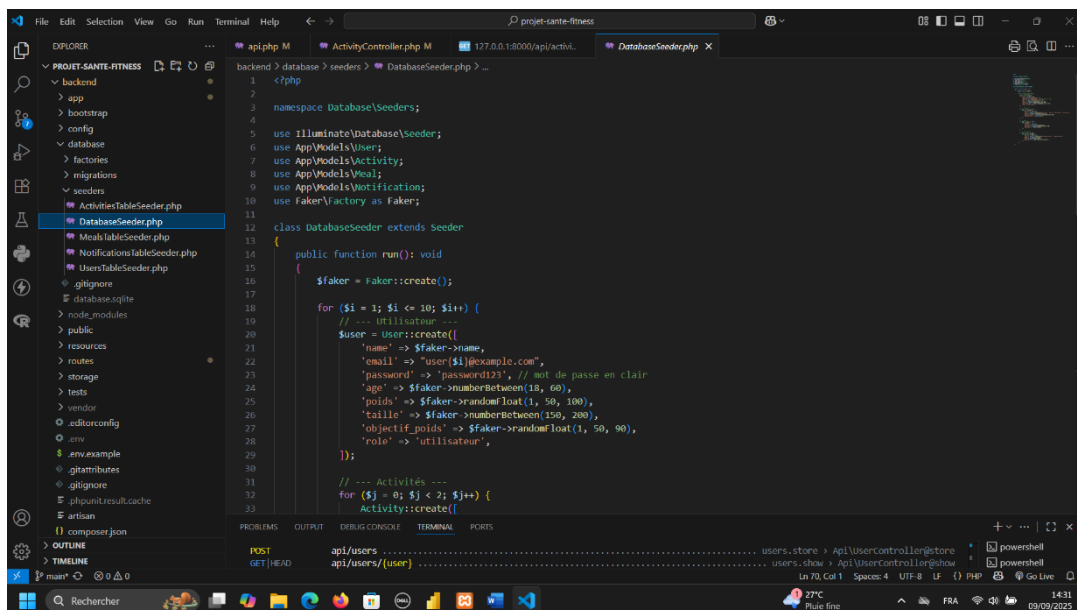 File Edit Selection View Go Run Terminal Help
projet-sante-fitness
EXPLORER
api.php M
ActivityController.php M
127.0.0.1:8000/api/activi..
DatabaseSeeder.php
PROJET-SANTE-FITNESS
backend
app
bootstrap
config
database
factories
migrations
seeders
ActivitiesTableSeeder.php
DatabaseSeeder.php
MealsTableSeeder.php
NotificationsTableSeeder.php
UsersTableSeeder.php
.gitignore
database.sqlite
node_modules
public
resources
routes
storage
tests
vendor
.editorconfig
.env
.env.example
.gitattributes
.gitignore
.phpunit.result.cache
artisan
composer.json
OUTLINE
TIMELINE
backend > database > seeders > DatabaseSeeder.php > ...
1 <?php
2
3 namespace Database\Seeders;
4
5 use Illuminate\Database\Seeder;
6 use App\Models\User;
7 use App\Models\Activity;
8 use App\Models\Meal;
9 use App\Models\Notification;
10 use Faker\Factory as Faker;
11
12 class DatabaseSeeder extends Seeder
13 {
14 public function run(): void
15 {
16 $faker = Faker::create();
17
18 for ($i = 1; $i <= 10; $i++) {
19 // --- Utilisateur ---
20 $user = User::create([
21 'name' => $faker->name,
22 'email' => "user{$i}@example.com",
23 'password' => 'password123', // mot de passe en clair
24 'age' => $faker->numberBetween(18, 60),
25 'poids' => $faker->randomFloat(1, 50, 100),
26 'taille' => $faker->numberBetween(150, 200),
27 'objectif_poids' => $faker->randomFloat(1, 50, 90),
28 'role' => 'utilisateur',
29 ]);
30
31 // --- Activités ---
32 for ($j = 0; $j < 2; $j++) {
33 Activity::create([
PROBLEMS OUTPUT DEBUG CONSOLE TERMINAL PORTS
POST api/users ........ users.store › Api\UserController@store
GET|HEAD api/users/{user} ........ users.show › Api\UserController@show
powershell
powershell
main* 0 0 Ln 70, Col 1 Spaces: 4 UTF-8 LF {} PHP Go Live
Rechercher
27°C
Pluie fine
FRA
14:31
09/09/2025